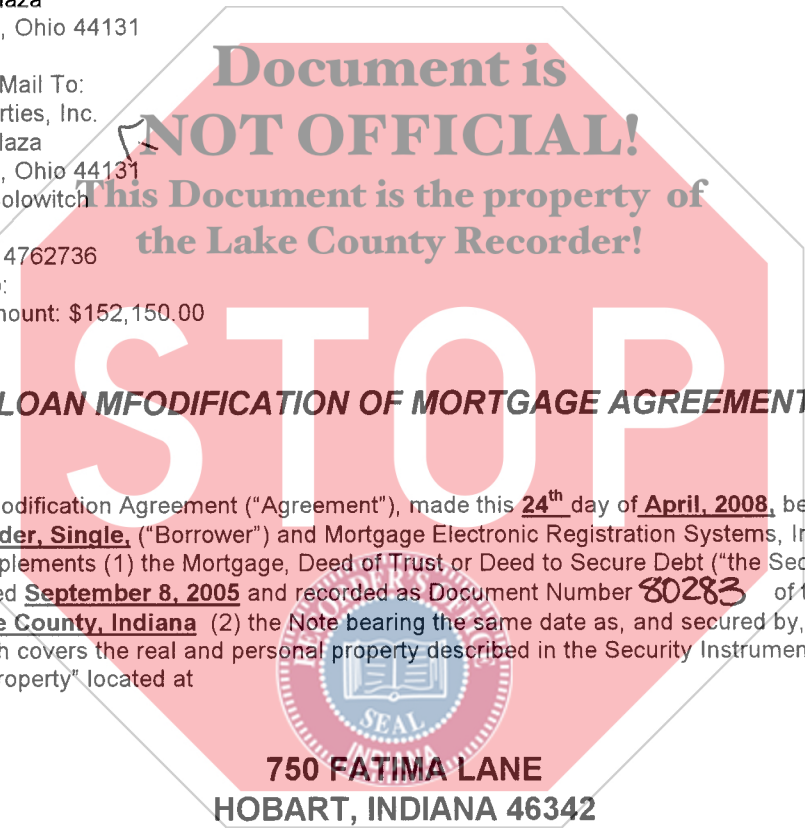 laza
, Ohio 44131
Document is
Mail To:
rties, Inc.
laza
NOT OFFICIAL!
, Ohio 44131
olowitch
This Document is the property of
the Lake County Recorder!
4762736
:
nount: $152,150.00
STOP
LOAN MFODIFICATION OF MORTGAGE AGREEMENT
odification Agreement ("Agreement"), made this 24th day of April, 2008, be
der, Single, ("Borrower") and Mortgage Electronic Registration Systems, In
plements (1) the Mortgage, Deed of Trust or Deed to Secure Debt ("the Sec
ed September 8, 2005 and recorded as Document Number 80283 of t
e County, Indiana (2) the Note bearing the same date as, and secured by,
h covers the real and personal property described in the Security Instrumen
roperty" located at
RECORDER'S OFFICE
SEAL
INDIANA
750 FATIMA LANE
HOBART, INDIANA 46342